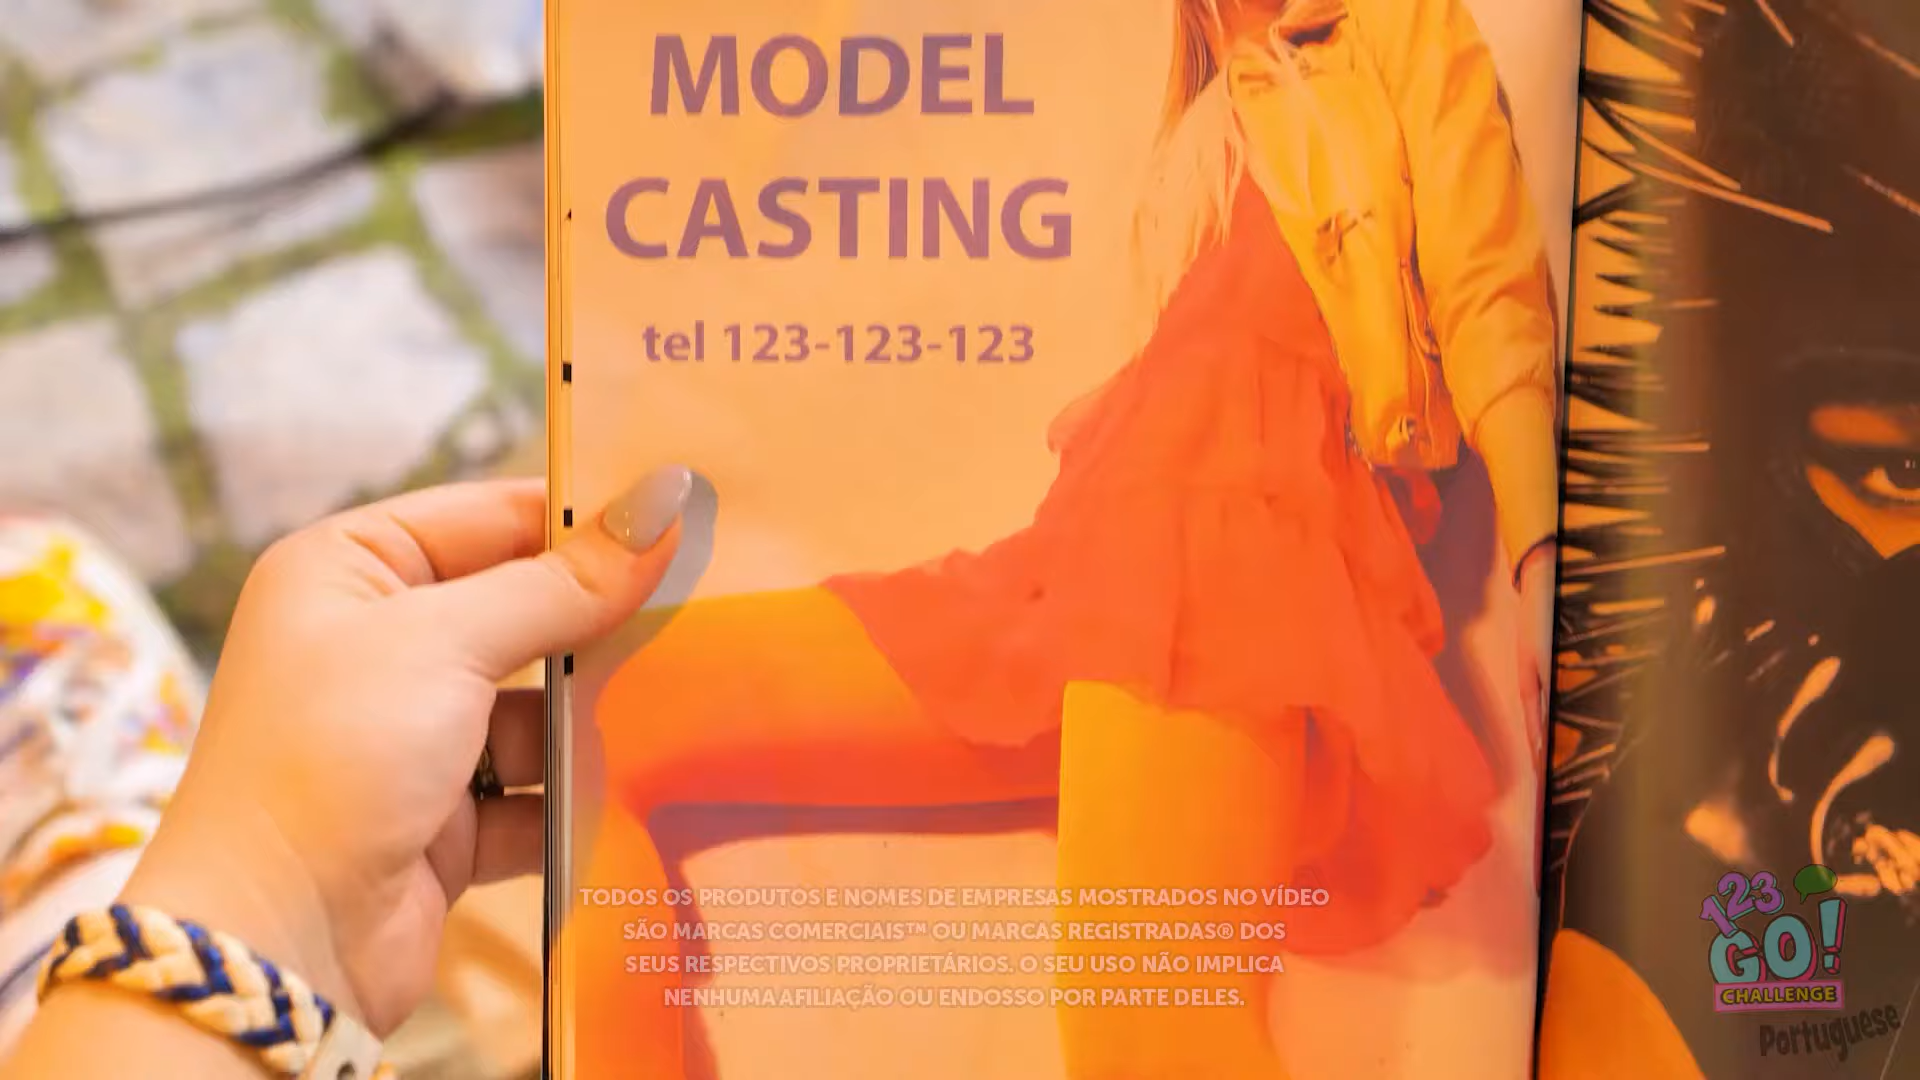 MODEL
CASTING
tel 123-123-123
TODOS OS PRODUTOS E NOMES DE EMPRESAS MOSTRADOS NO VÍDEO
SÃO MARCAS COMERCIAIS™ OU MARCAS REGISTRADAS® DOS
SEUS RESPECTIVOS PROPRIETÁRIOS. O SEU USO NÃO IMPLICA
NENHUMA AFILIAÇÃO OU ENDOSSO POR PARTE DELES.
123
GO!
CHALLENGE
Portuguese